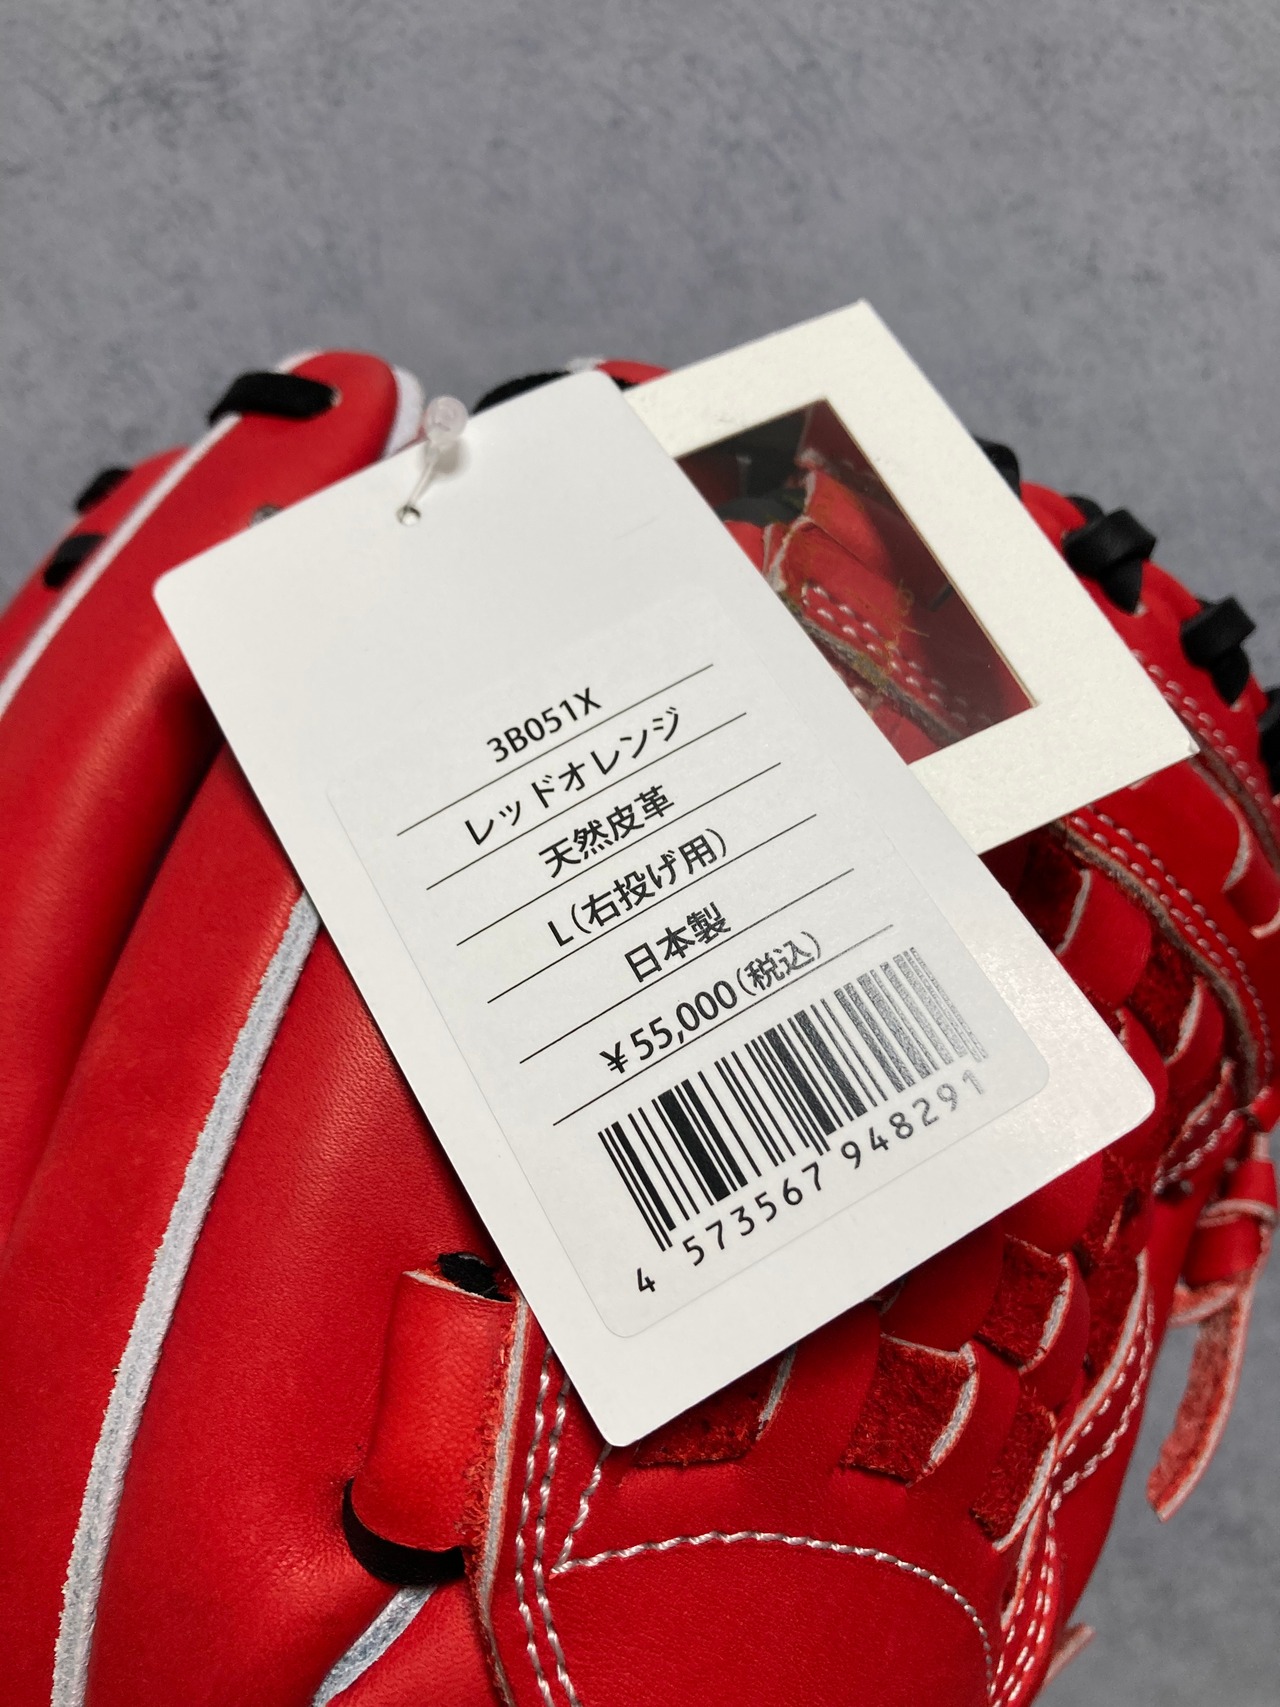 3B051X
レッドオレンジ
天然皮革
L(右投げ用)
日本製
¥55,000(税込)
4 573567 948291